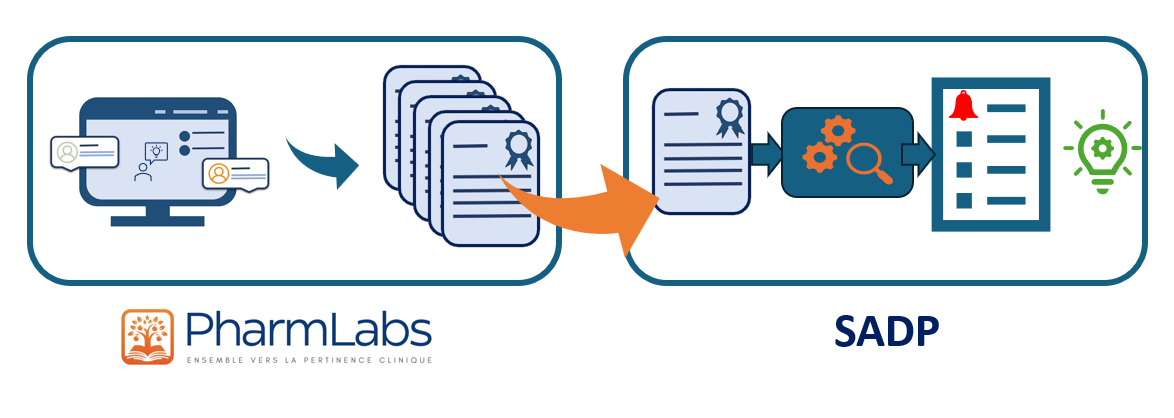 PharmLabs
ENSEMBLE VERS LA PERTINENCE CLINIQUE
SADP